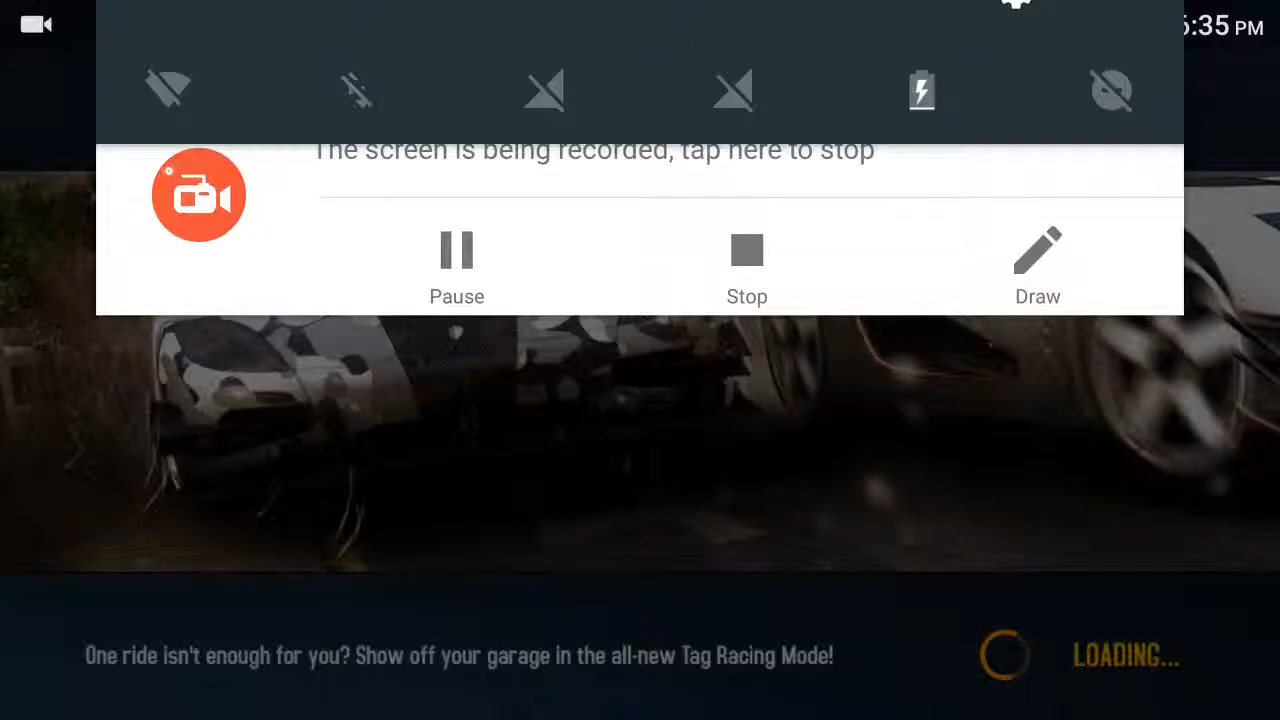 :35 PM
The screen is being recorded, tap here to stop
Pause
Stop
Draw
One ride isn't enough for you? Show off your garage in the all-new Tag Racing Mode!
LOADING...